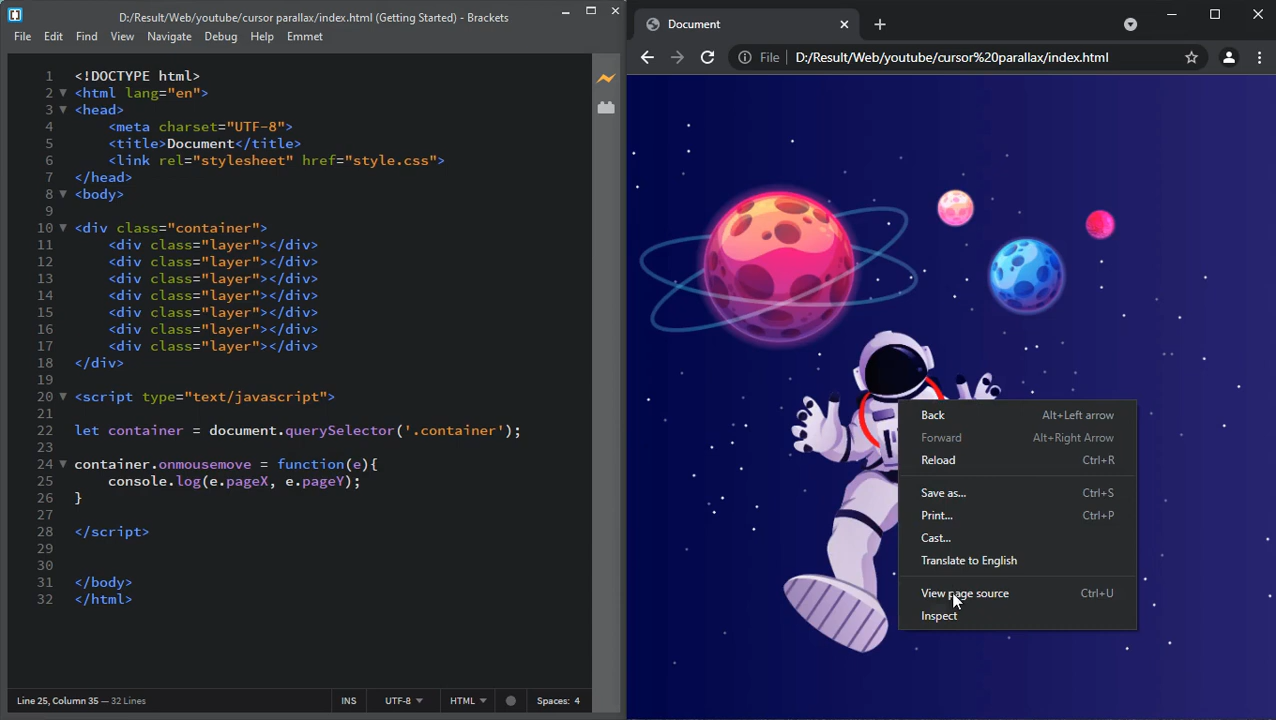 D:/Result/Web/youtube/cursor parallax/index.html (Getting Started) - Brackets
File Edit Find View Navigate Debug Help Emmet
1 <!DOCTYPE html>
2 <html lang="en">
3 <head>
4 <meta charset="UTF-8">
5 <title>Document</title>
6 <link rel="stylesheet" href="style.css">
7 </head>
8 <body>
9
10 <div class="container">
11 <div class="layer"></div>
12 <div class="layer"></div>
13 <div class="layer"></div>
14 <div class="layer"></div>
15 <div class="layer"></div>
16 <div class="layer"></div>
17 <div class="layer"></div>
18 </div>
19
20 <script type="text/javascript">
21
22 let container = document.querySelector('.container');
23
24 container.onmousemove = function(e){
25 console.log(e.pageX, e.pageY);
26 }
27
28 </script>
29
30
31 </body>
32 </html>
Line 25, Column 35 — 32 Lines
INS UTF-8 HTML Spaces: 4
Document
File D:/Result/Web/youtube/cursor%20parallax/index.html
Back Alt+Left arrow
Forward Alt+Right Arrow
Reload Ctrl+R
Save as... Ctrl+S
Print... Ctrl+P
Cast...
Translate to English
View page source Ctrl+U
Inspect